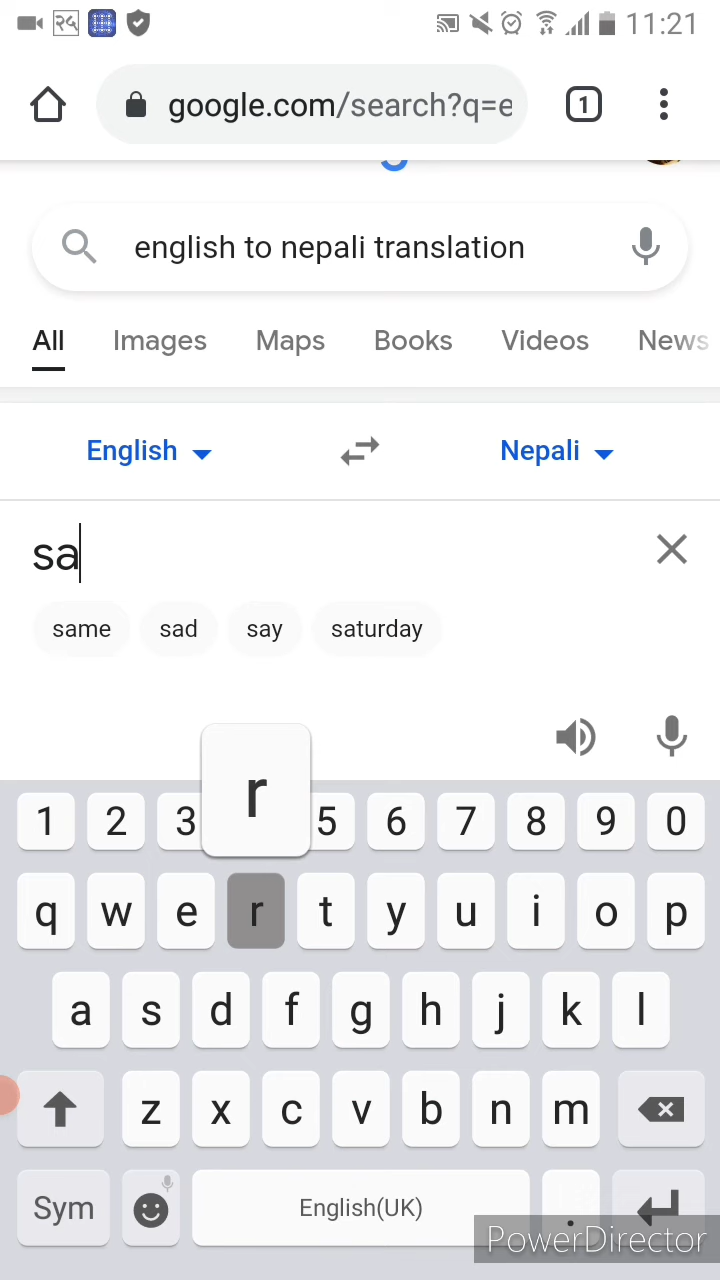 २५ 11:21
google.com/search?q=e 1
english to nepali translation
All Images Maps Books Videos News
English Nepali
sa
same sad say saturday
r
1 2 3 5 6 7 8 9 0
q w e r t y u i o p
a s d f g h j k l
z x c v b n m
Sym English(UK) .
PowerDirector